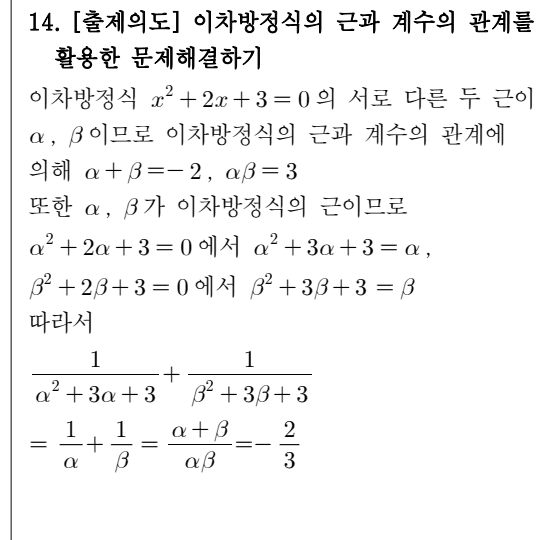 14. [출제의도] 이차방정식의 근과 계수의 관계를
활용한 문제해결하기
이차방정식 x² + 2x + 3 = 0 의 서로 다른 두 근이
α, β이므로 이차방정식의 근과 계수의 관계에
의해 α + β = − 2, αβ = 3
또한 α, β가 이차방정식의 근이므로
α² + 2α + 3 = 0 에서 α² + 3α + 3 = α,
β² + 2β + 3 = 0 에서 β² + 3β + 3 = β
따라서
1/(α² + 3α + 3) + 1/(β² + 3β + 3)
= 1/α + 1/β = (α + β)/(αβ) = − 2/3